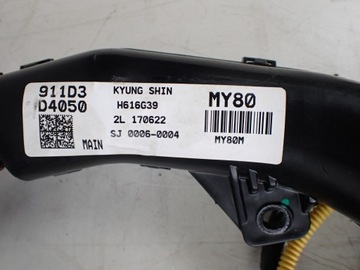 911D3
D4050
MAIN
KYUNG SHIN
H616G39
2L 170622
SJ 0006-0004
MY80
MY80M